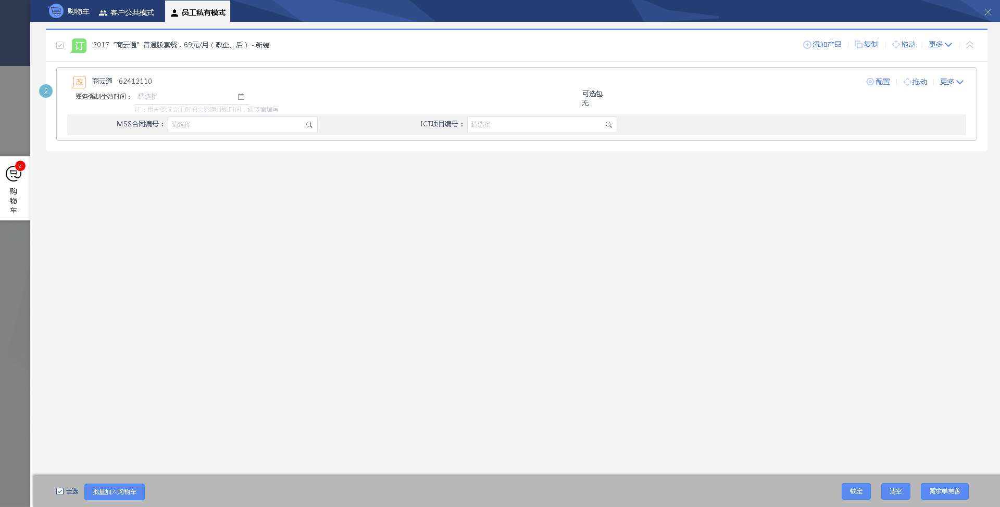 购物车 客户公共模式 员工私有模式
订 2017“商云通”普通版套餐，69元/月（政企、后） - 新装 添加产品 复制 拖动 更多
2 改 商云通 62412110 配置 拖动 更多
账务强制生效时间： 请选择 可选包
无
注：用户要求完工时间会影响开账时间，请谨慎填写
MSS合同编号： 请选择 ICT项目编号： 请选择
2
购
物
车
全选 批量加入购物车 锁定 清空 需求单完善